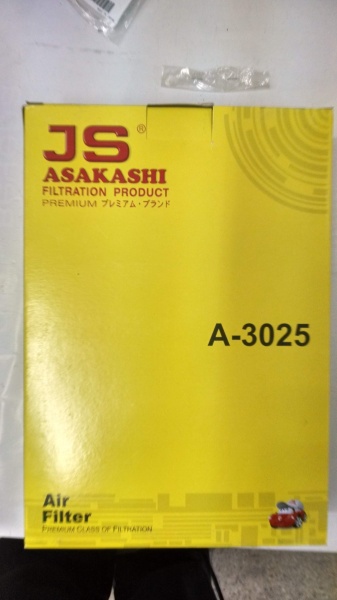 JS®
ASAKASHI
FILTRATION PRODUCT
PREMIUM プレミアム・ブランド
A-3025
Air
Filter
PREMIUM CLASS OF FILTRATION